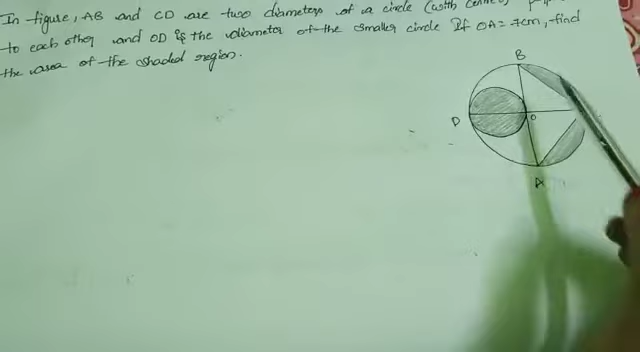 In figure, AB and CD are two diameters of a circle (with centre
to each other and OD is the diameter of the smaller circle If OA = 7cm, find
the area of the shaded region.
B
D
O
A